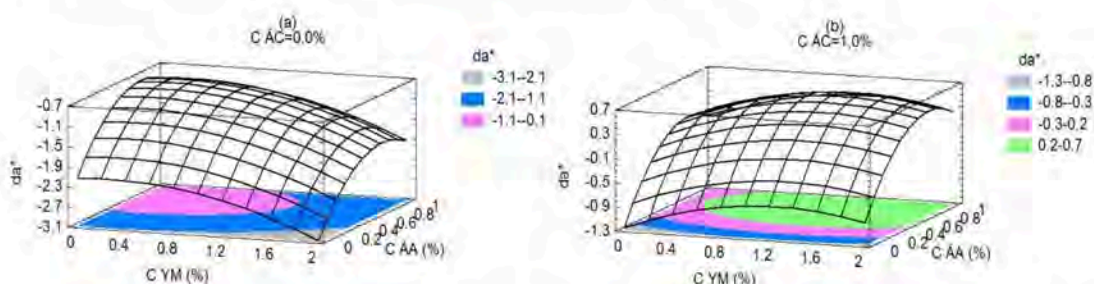 (a)
C AC=0.0%
da*
-3.1--2.1
-2.1--1.1
-1.1--0.1
-0.7
-1.1
-1.5
-1.9
-2.3
-2.7
-3.1
da*
0 0.4 0.8 1.2 1.6 2
C YM (%)
0 0.2 0.4 0.6 0.8 1
C AA (%)
(b)
C AC=1.0%
da*
-1.3--0.8
-0.8--0.3
-0.3-0.2
0.2-0.7
0.7
0.3
-0.1
-0.5
-0.9
-1.3
da*
0 0.4 0.8 1.2 1.6 2
C YM (%)
0 0.2 0.4 0.6 0.8 1
C AA (%)